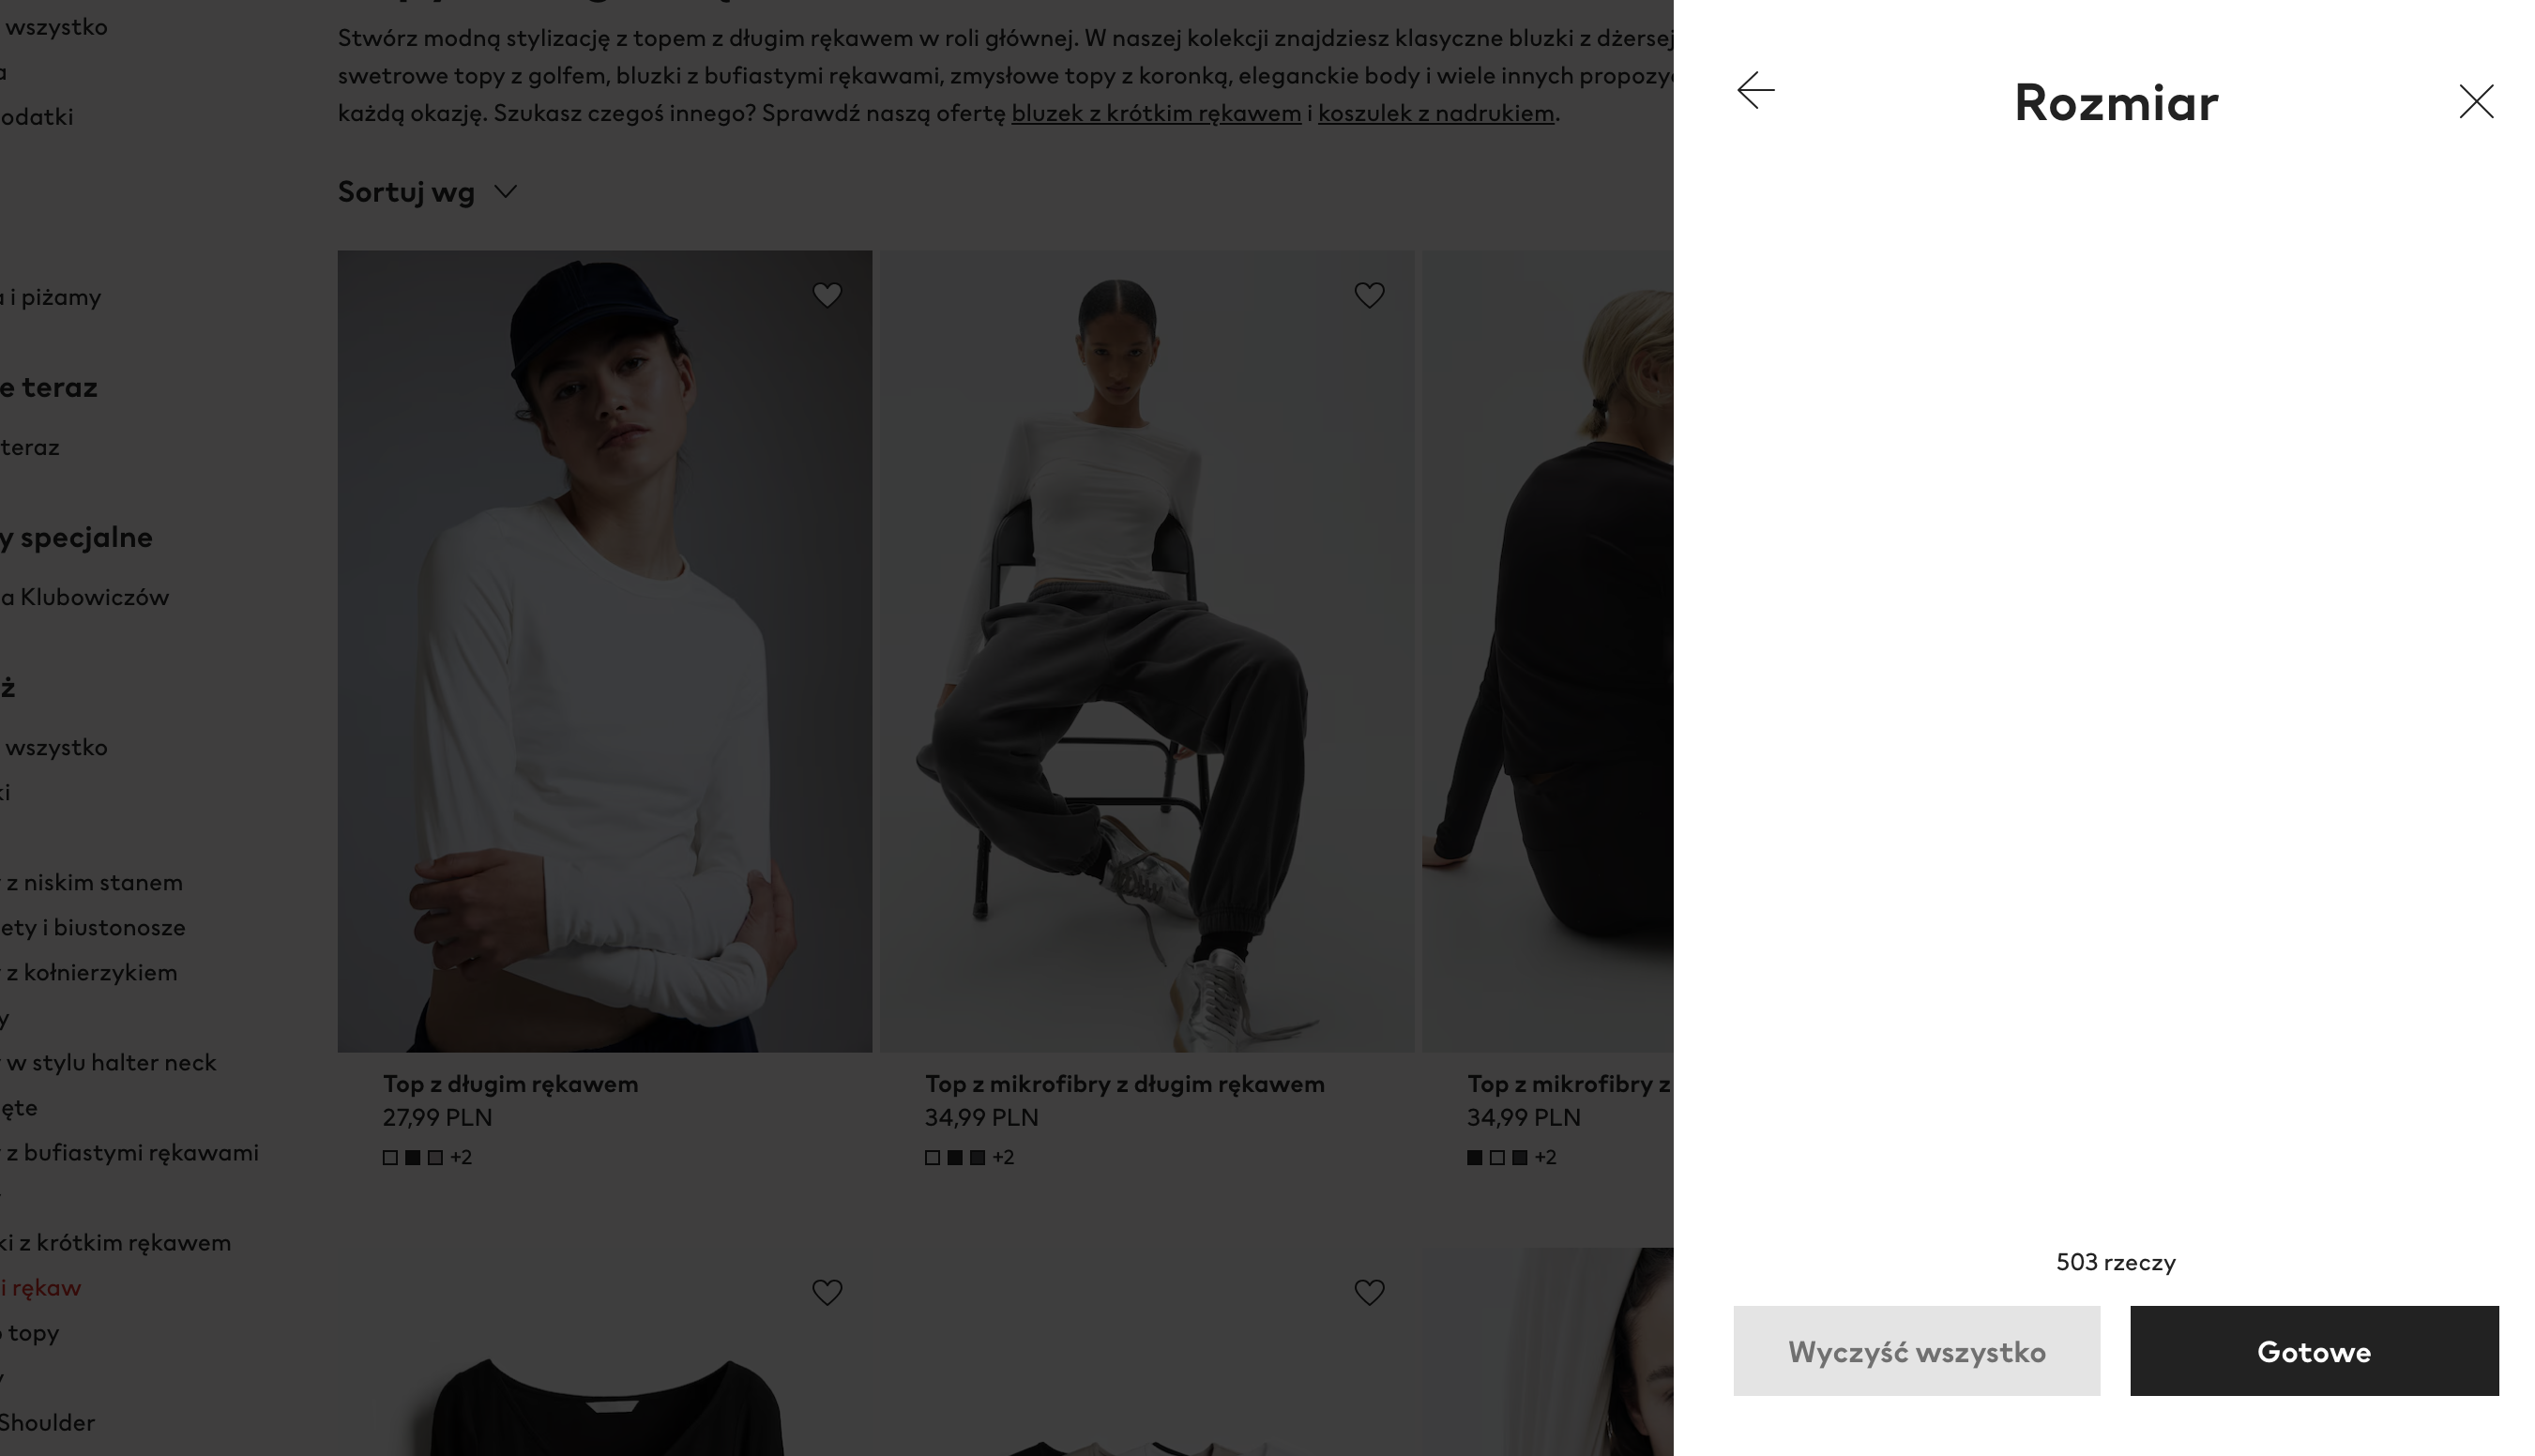 wszystko
a
odatki
a i piżamy
e teraz
teraz
y specjalne
a Klubowiczów
ż
wszystko
ki
z niskim stanem
ety i biustonosze
z kołnierzykiem
y
w stylu halter neck
ęte
z bufiastymi rękawami
ki z krótkim rękawem
i rękaw
topy
y
Shoulder
Stwórz modną stylizację z topem z długim rękawem w roli głównej. W naszej kolekcji znajdziesz klasyczne bluzki z dżersej
swetrowe topy z golfem, bluzki z bufiastymi rękawami, zmysłowe topy z koronką, eleganckie body i wiele innych propozyc
każdą okazję. Szukasz czegoś innego? Sprawdź naszą ofertę bluzek z krótkim rękawem i koszulek z nadrukiem.
Sortuj wg
Top z długim rękawem
27,99 PLN
+2
Top z mikrofibry z długim rękawem
34,99 PLN
+2
Top z mikrofibry z
34,99 PLN
+2
Rozmiar
503 rzeczy
Wyczyść wszystko
Gotowe